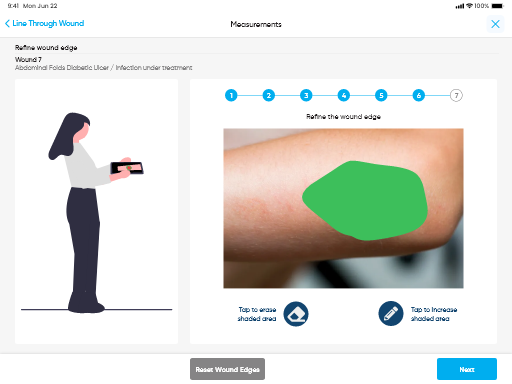 9:41 Mon Jun 22
100%
Line Through Wound
Measurements
Refine wound edge
Wound 7
Abdominal Folds Diabetic Ulcer / Infection under treatment
1 2 3 4 5 6 7
Refine the wound edge
Tap to erase
shaded area
Tap to increase
shaded area
Reset Wound Edges
Next